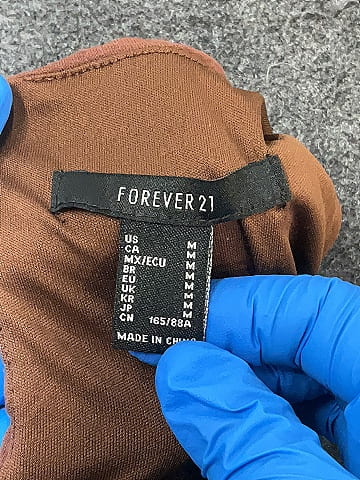 FOREVER 21
US M
CA M
MX/ECU M
BR M
EU M
UK M
KR M
JP M
CN 165/88A
MADE IN CHINA